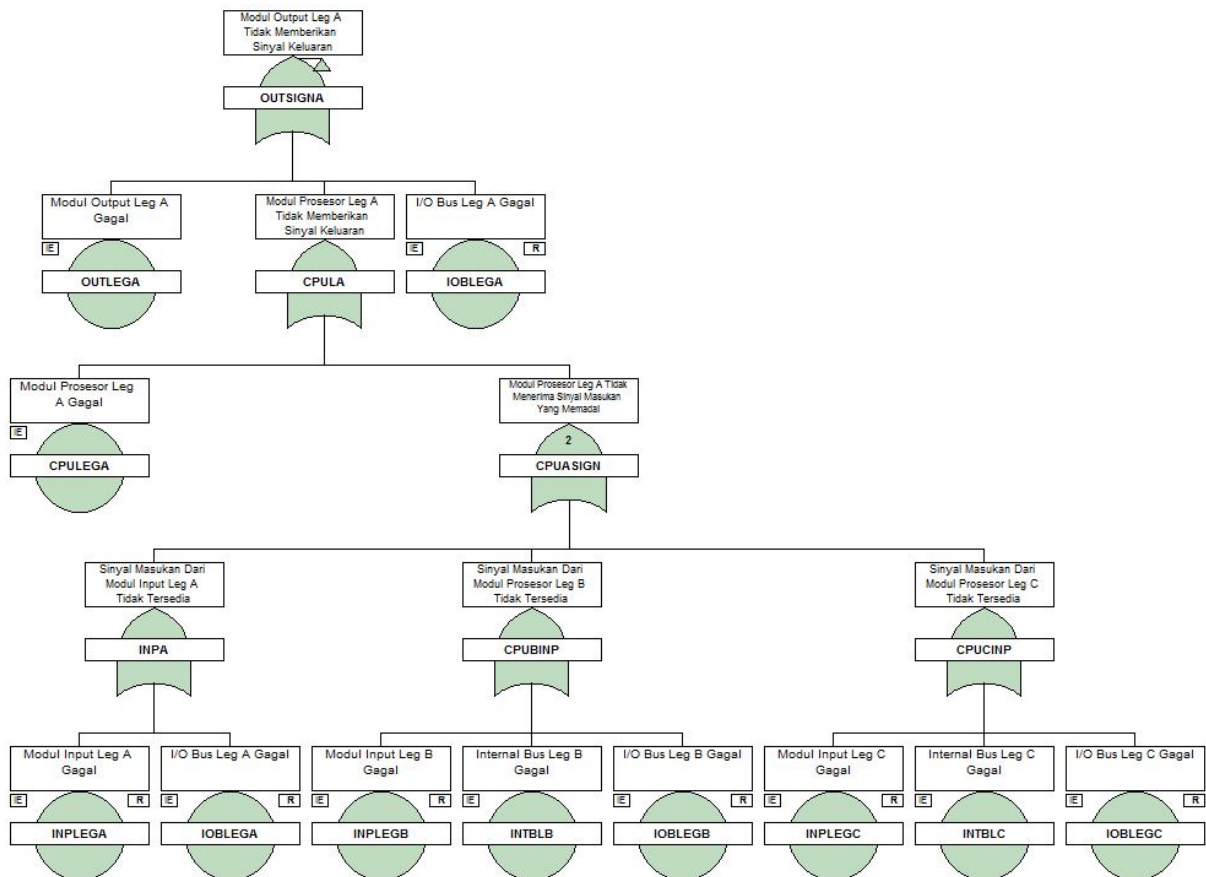 Modul Output Leg A
Tidak Memberikan
Sinyal Keluaran
OUTSIGNA
Modul Output Leg A
Gagal
IE
OUTLEGA
Modul Prosesor Leg A
Tidak Memberikan
Sinyal Keluaran
CPULA
I/O Bus Leg A Gagal
IE
R
IOBLEGA
Modul Prosesor Leg
A Gagal
IE
CPULEGA
Modul Prosesor Leg A Tidak
Menerima Sinyal Masukan
Yang Memadai
2
CPUASIGN
Sinyal Masukan Dari
Modul Input Leg A
Tidak Tersedia
INPA
Sinyal Masukan Dari
Modul Prosesor Leg B
Tidak Tersedia
CPUBINP
Sinyal Masukan Dari
Modul Prosesor Leg C
Tidak Tersedia
CPUCINP
Modul Input Leg A
Gagal
IE
R
INPLEGA
I/O Bus Leg A Gagal
IE
R
IOBLEGA
Modul Input Leg B
Gagal
IE
R
INPLEGB
Internal Bus Leg B
Gagal
IE
INTBLB
I/O Bus Leg B Gagal
IE
R
IOBLEGB
Modul Input Leg C
Gagal
IE
R
INPLEGC
Internal Bus Leg C
Gagal
IE
INTBLC
I/O Bus Leg C Gagal
IE
R
IOBLEGC